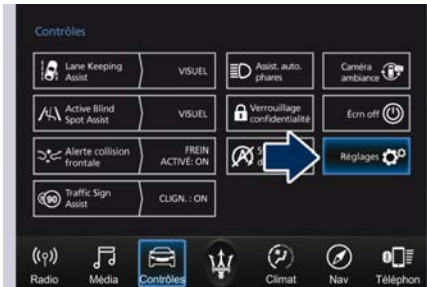 Contrôles
Lane Keeping
Assist
VISUEL
Assist. auto.
phares
Caméra
ambiance
Active Blind
Spot Assist
VISUEL
Verrouillage
confidentialité
Écrn off
Alerte collision
frontale
FREIN
ACTIVÉ: ON
Réglages
90
Traffic Sign
Assist
CLIGN. : ON
Radio
Média
Contrôles
Climat
Nav
Téléphon